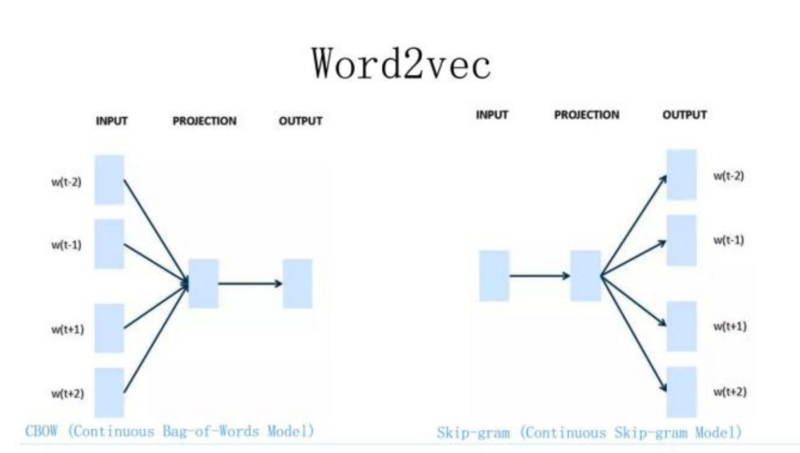 Word2vec
INPUT PROJECTION OUTPUT
w(t-2)
w(t-1)
w(t+1)
w(t+2)
CBOW (Continuous Bag-of-Words Model)
INPUT PROJECTION OUTPUT
w(t-2)
w(t-1)
w(t+1)
w(t+2)
Skip-gram (Continuous Skip-gram Model)